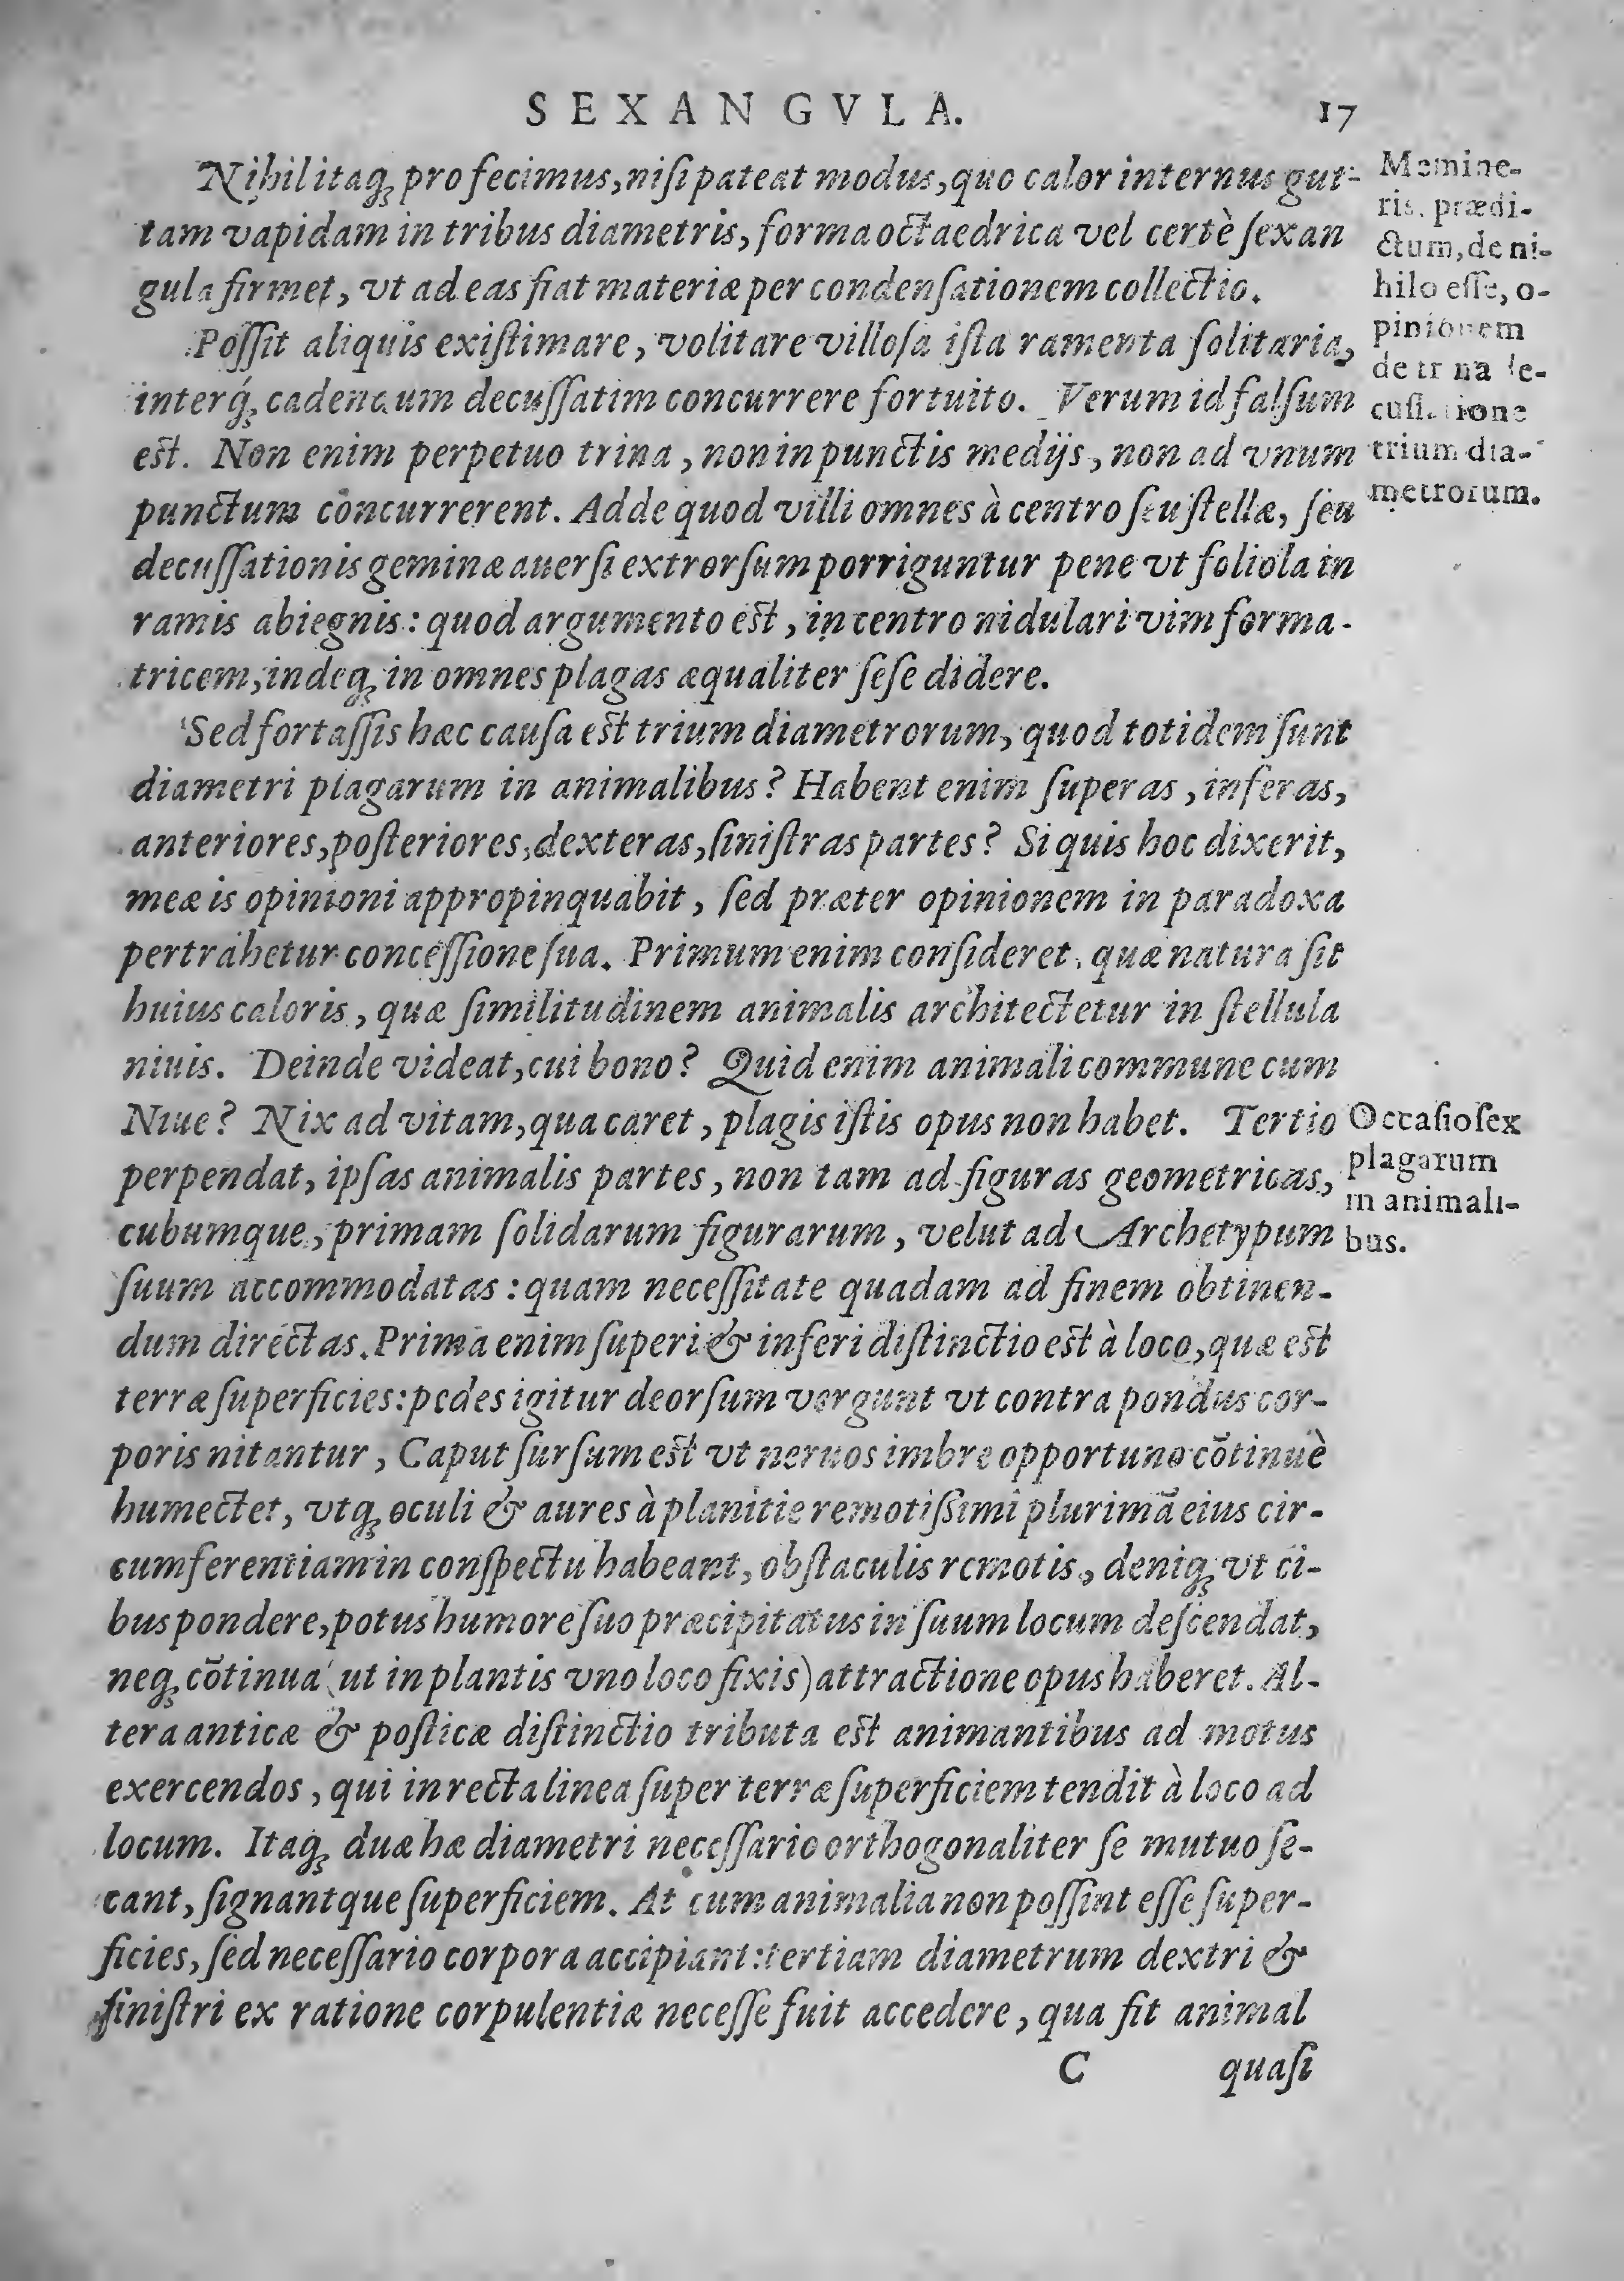 SEXANGVLA. 17
Nihil itaq́; profecimus, niſi pateat modus, quo calor internus gut-
tam vapidam in tribus diametris, forma octaedrica vel certè ſexan
gula firmet, vt ad eas fiat materiæ per condenſationem collectio.
Poſſit aliquis exiſtimare, volitare villoſa iſta ramenta ſolitaria,
interq́; cadendum decuſſatim concurrere fortuito. Verum id falſum
est. Non enim perpetuo trina, non in punctis medijs, non ad vnum
punctum concurrerent. Adde quod villi omnes à centro ſeu ſtellæ, ſeu
decuſſationis geminæ auerſi extrorſum porriguntur pene vt foliola in
ramis abiegnis: quod argumento est, in centro nidulari vim forma-
tricem, indeq; in omnes plagas æqualiter ſeſe didere.
Sed fortaſſis hæc cauſa est trium diametrorum, quod totidem ſunt
diametri plagarum in animalibus? Habent enim ſuperas, inferas,
anteriores, poſteriores, dexteras, ſiniſtras partes? Si quis hoc dixerit,
meæ is opinioni appropinquabit, ſed præter opinionem in paradoxa
pertrahetur conceſſione ſua. Primum enim conſideret, quæ natura ſit
huius caloris, quæ ſimilitudinem animalis architectetur in ſtellula
niuis. Deinde videat, cui bono? Quid enim animali commune cum
Niue? Nix ad vitam, qua caret, plagis iſtis opus non habet. Tertio
perpendat, ipſas animalis partes, non tam ad figuras geometricas,
cubumque, primam ſolidarum figurarum, velut ad Archetypum
ſuum accommodatas: quam neceſſitate quadam ad finem obtinen-
dum diréctas. Prima enim ſuperi & inferi diſtinctio est à loco, quæ est
terræ ſuperficies: pedes igitur deorſum vergunt vt contra pondus cor-
poris nitantur, Caput ſurſum est vt neruos imbre opportuno cōtinuè
humectet, vtq; oculi & aures à planitie remotiſsimi plurimā eius cir-
cumferentiam in conſpectu habeant, obſtaculis remotis, deniq; vt ci-
bus pondere, potus humore ſuo præcipitatus in ſuum locum deſcendat,
neq; cōtinua (ut in plantis vno loco fixis) attractione opus haberet. Al-
tera anticæ & poſticæ diſtinctio tributa est animantibus ad motus
exercendos, qui in recta linea ſuper terræ ſuperficiem tendit à loco ad
locum. Itaq; duæ hæ diametri neceſſario orthogonaliter ſe mutuo ſe-
cant, ſignantque ſuperficiem. At cum animalia non poſſint eſſe ſuper-
ficies, ſed neceſſario corpora accipiant: tertiam diametrum dextri &
ſiniſtri ex ratione corpulentiæ neceſſe fuit accedere, qua fit animal
C quaſi
Memine-
ris, prædi-
ctum, de ni-
hilo eſſe, o-
pinionem
de trina de-
cuſſatione
trium dia-
metrorum.
Occaſio ſex
plagarum
in animali-
bus.